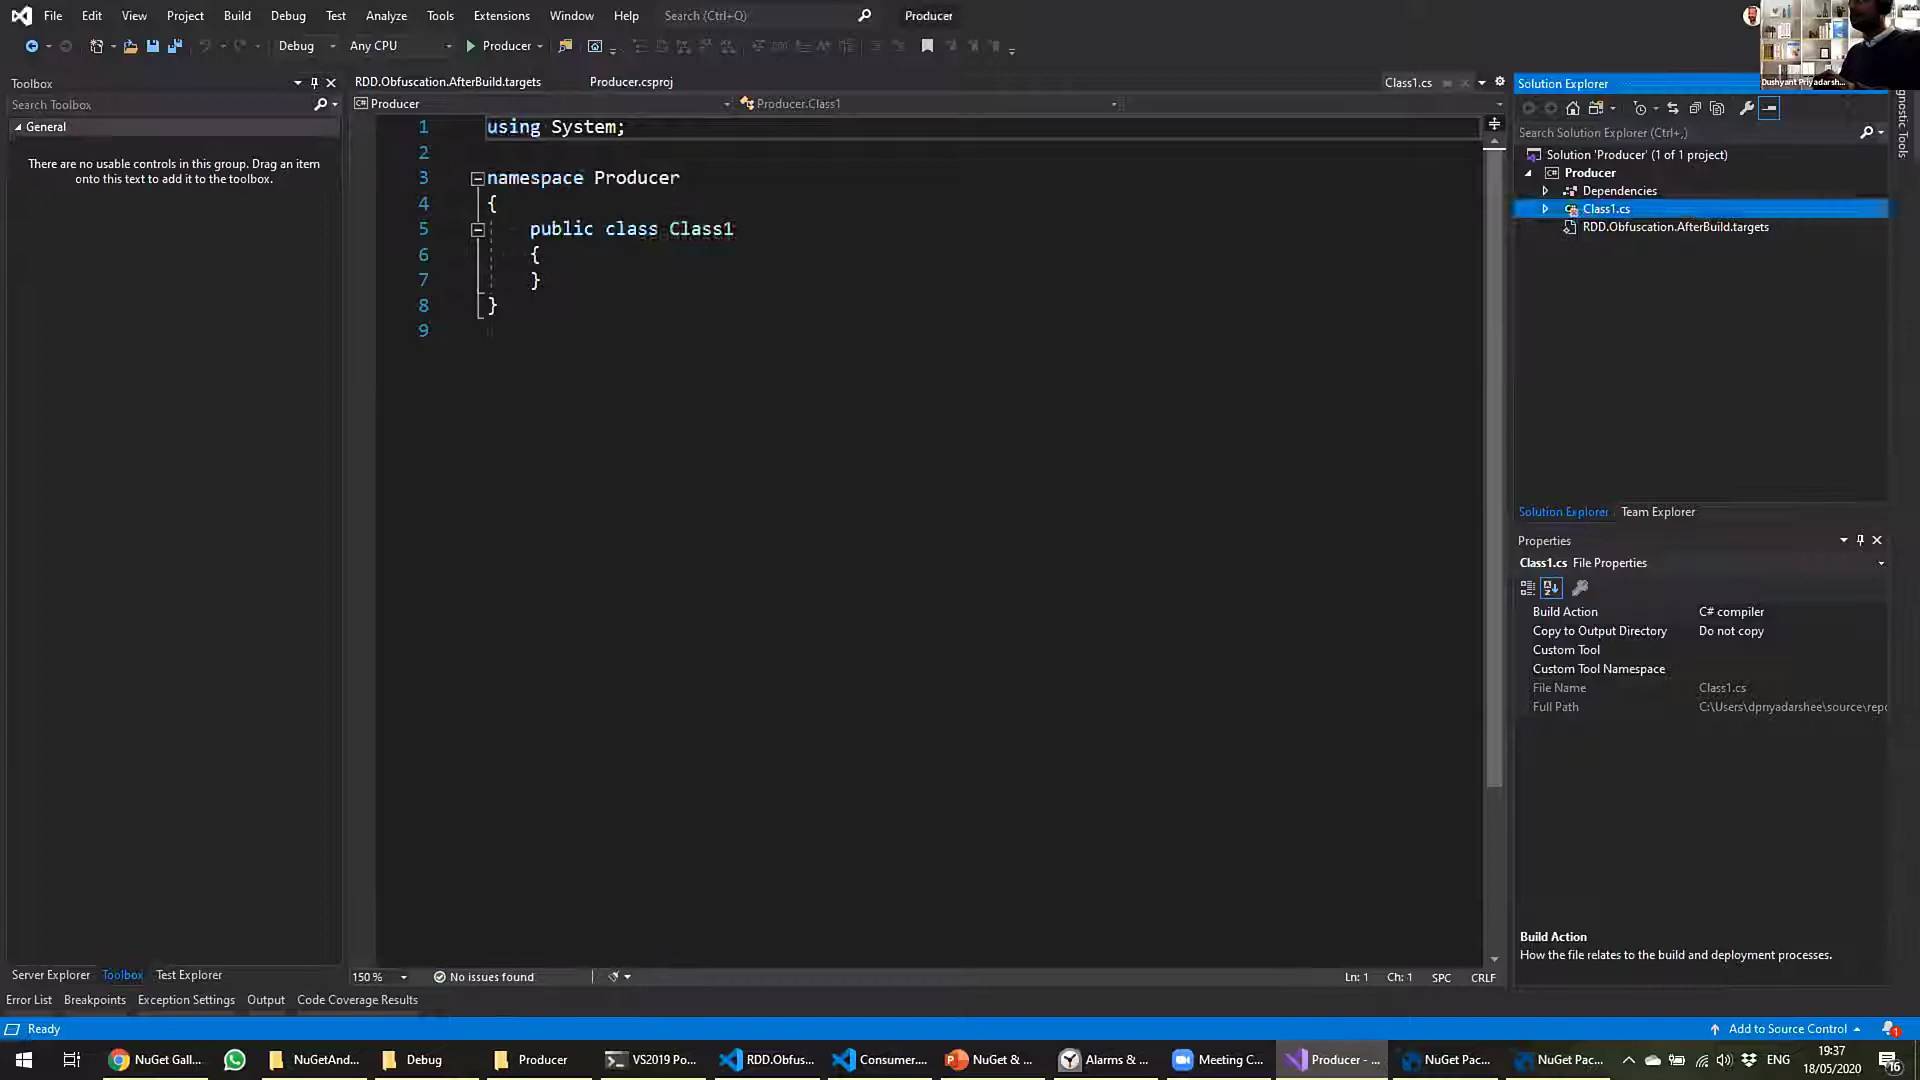 File Edit View Project Build Debug Test Analyze Tools Extensions Window Help Search (Ctrl+Q) Producer
Debug Any CPU Producer
Toolbox
Search Toolbox
General
There are no usable controls in this group. Drag an item
onto this text to add it to the toolbox.
RDD.Obfuscation.AfterBuild.targets Producer.csproj Class1.cs
Producer Producer.Class1
1 using System;
2
3 namespace Producer
4 {
5 public class Class1
6 {
7 }
8 }
9
Dushyant Priyadarsh...
Solution Explorer
Search Solution Explorer (Ctrl+;)
Solution 'Producer' (1 of 1 project)
Producer
Dependencies
Class1.cs
RDD.Obfuscation.AfterBuild.targets
Solution Explorer Team Explorer
Properties
Class1.cs File Properties
Build Action C# compiler
Copy to Output Directory Do not copy
Custom Tool
Custom Tool Namespace
File Name Class1.cs
Full Path C:\Users\dpriyadarshee\source\repo
Build Action
How the file relates to the build and deployment processes.
Server Explorer Toolbox Test Explorer
150 % No issues found Ln: 1 Ch: 1 SPC CRLF
Error List Breakpoints Exception Settings Output Code Coverage Results
Ready Add to Source Control 1
NuGet Gall... NuGetAnd... Debug Producer VS2019 Po... RDD.Obfus... Consumer.... NuGet & ... Alarms & ... Meeting C... Producer - ... NuGet Pac... NuGet Pac... ENG 19:37
18/05/2020 16